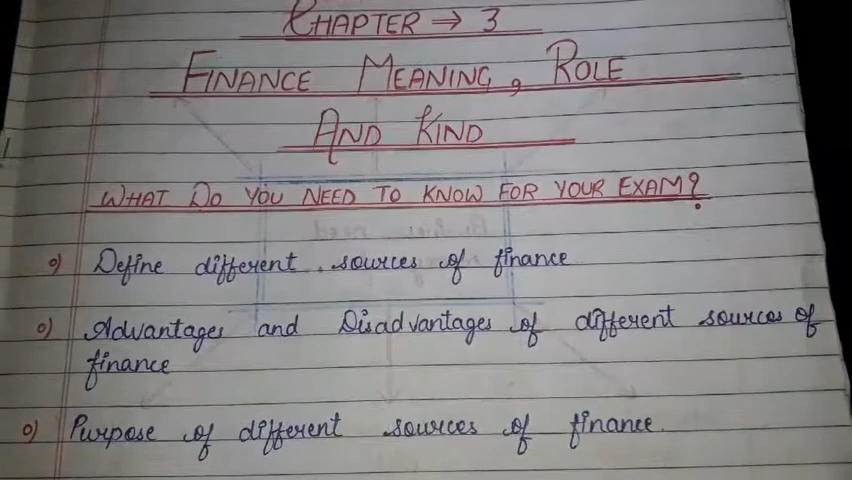 CHAPTER → 3
FINANCE MEANING, ROLE
AND KIND
WHAT DO YOU NEED TO KNOW FOR YOUR EXAM?
o) Define different sources of finance
o) Advantages and Disadvantages of different sources of
finance
o) Purpose of different sources of finance.